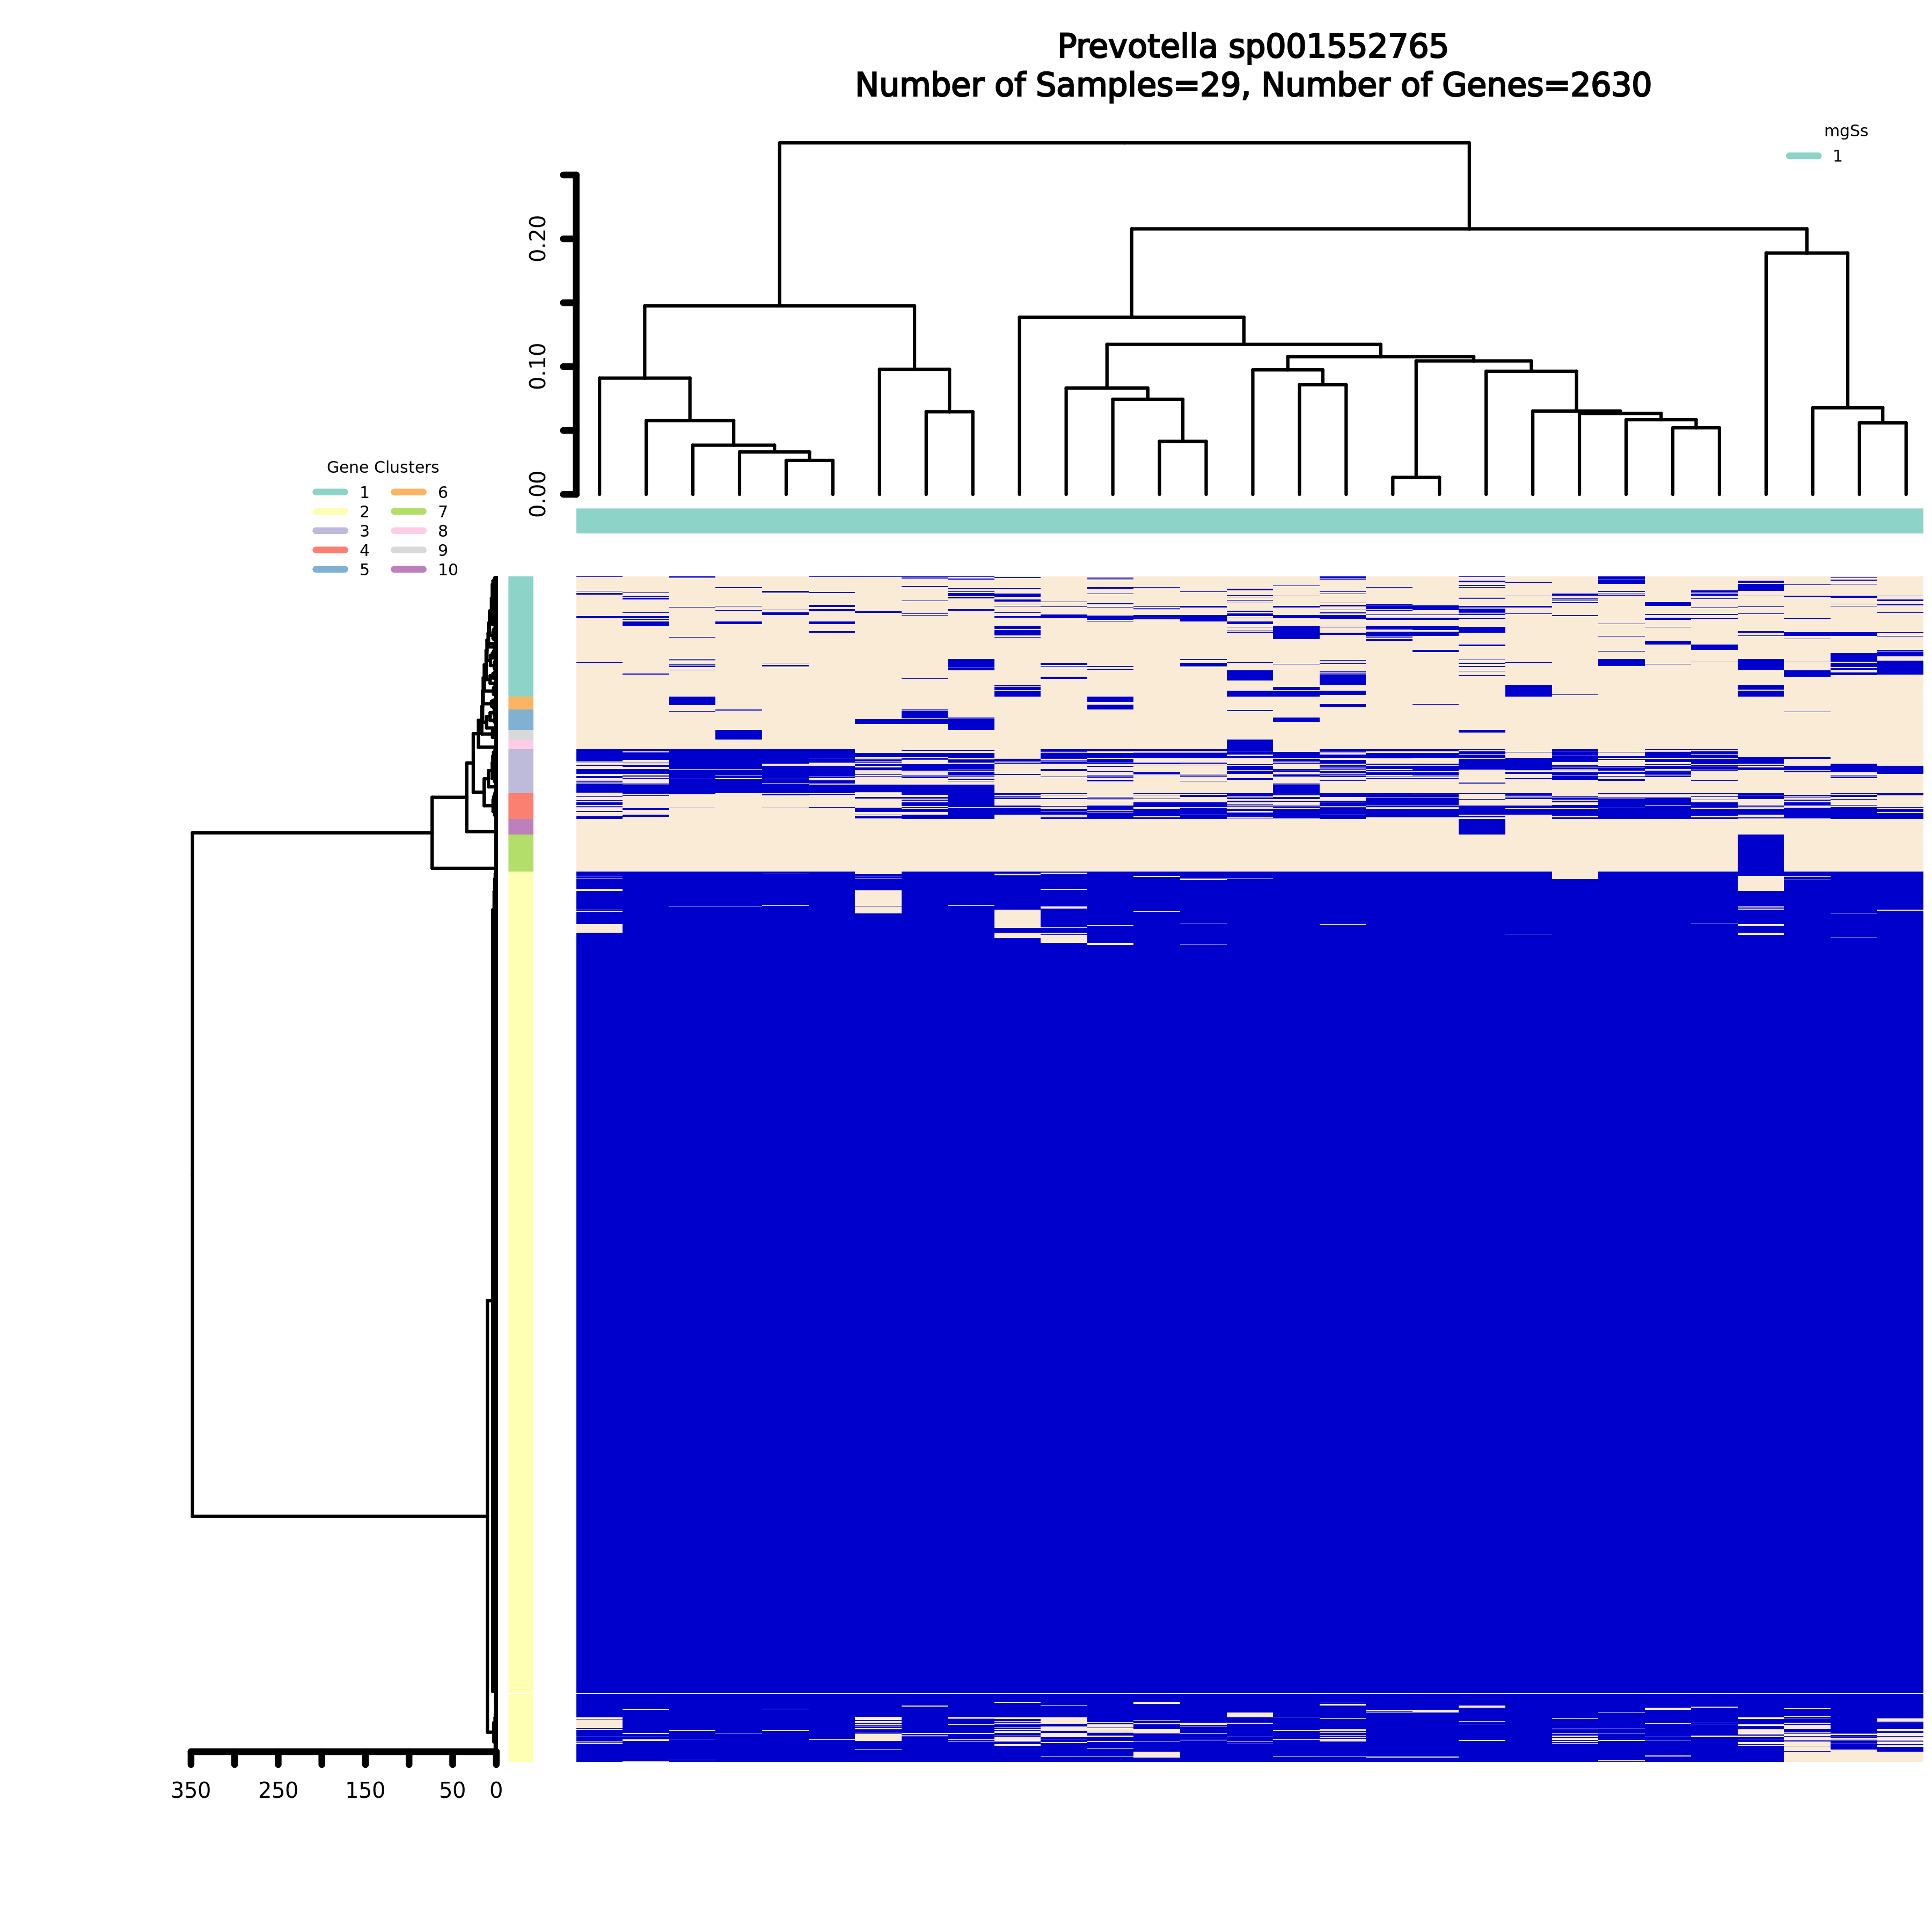 Prevotella sp001552765
Number of Samples=29, Number of Genes=2630
mgSs
1
0.20
0.10
0.00
Gene Clusters
1 6
2 7
3 8
4 9
5 10
350 250 150 50 0